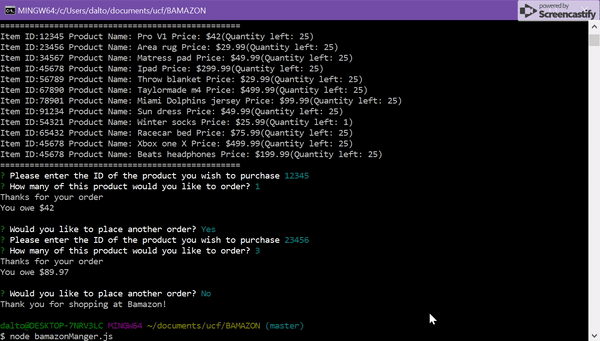 MINGW64:/c/Users/dalto/documents/ucf/BAMAZON
powered by
Screencastify
==================================================
Item ID:12345 Product Name: Pro V1 Price: $42(Quantity left: 25)
Item ID:23456 Product Name: Area rug Price: $29.99(Quantity left: 25)
Item ID:34567 Product Name: Matress pad Price: $49.99(Quantity left: 25)
Item ID:45678 Product Name: Ipad Price: $299.99(Quantity left: 25)
Item ID:56789 Product Name: Throw blanket Price: $29.99(Quantity left: 25)
Item ID:67890 Product Name: Taylormade m4 Price: $499.99(Quantity left: 25)
Item ID:78901 Product Name: Miami Dolphins jersey Price: $99.99(Quantity left: 25)
Item ID:91234 Product Name: Sun dress Price: $49.99(Quantity left: 25)
Item ID:54321 Product Name: Winter socks Price: $25.99(Quantity left: 1)
Item ID:65432 Product Name: Racecar bed Price: $75.99(Quantity left: 25)
Item ID:45678 Product Name: Xbox one X Price: $499.99(Quantity left: 25)
Item ID:45678 Product Name: Beats headphones Price: $199.99(Quantity left: 25)
==================================================
? Please enter the ID of the product you wish to purchase 12345
? How many of this product would you like to order? 1
Thanks for your order
You owe $42
? Would you like to place another order? Yes
? Please enter the ID of the product you wish to purchase 23456
? How many of this product would you like to order? 3
Thanks for your order
You owe $89.97
? Would you like to place another order? No
Thank you for shopping at Bamazon!
dalto@DESKTOP-7NRV3LC MINGW64 ~/documents/ucf/BAMAZON (master)
$ node bamazonManger.js